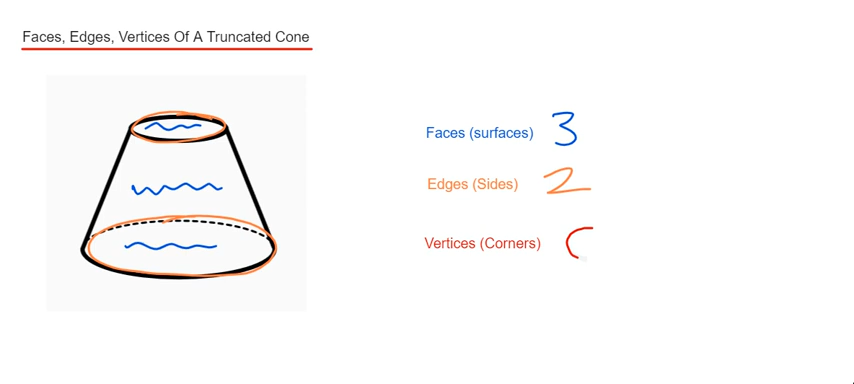 Faces, Edges, Vertices Of A Truncated Cone
Faces (surfaces) 3
Edges (Sides) 2
Vertices (Corners)